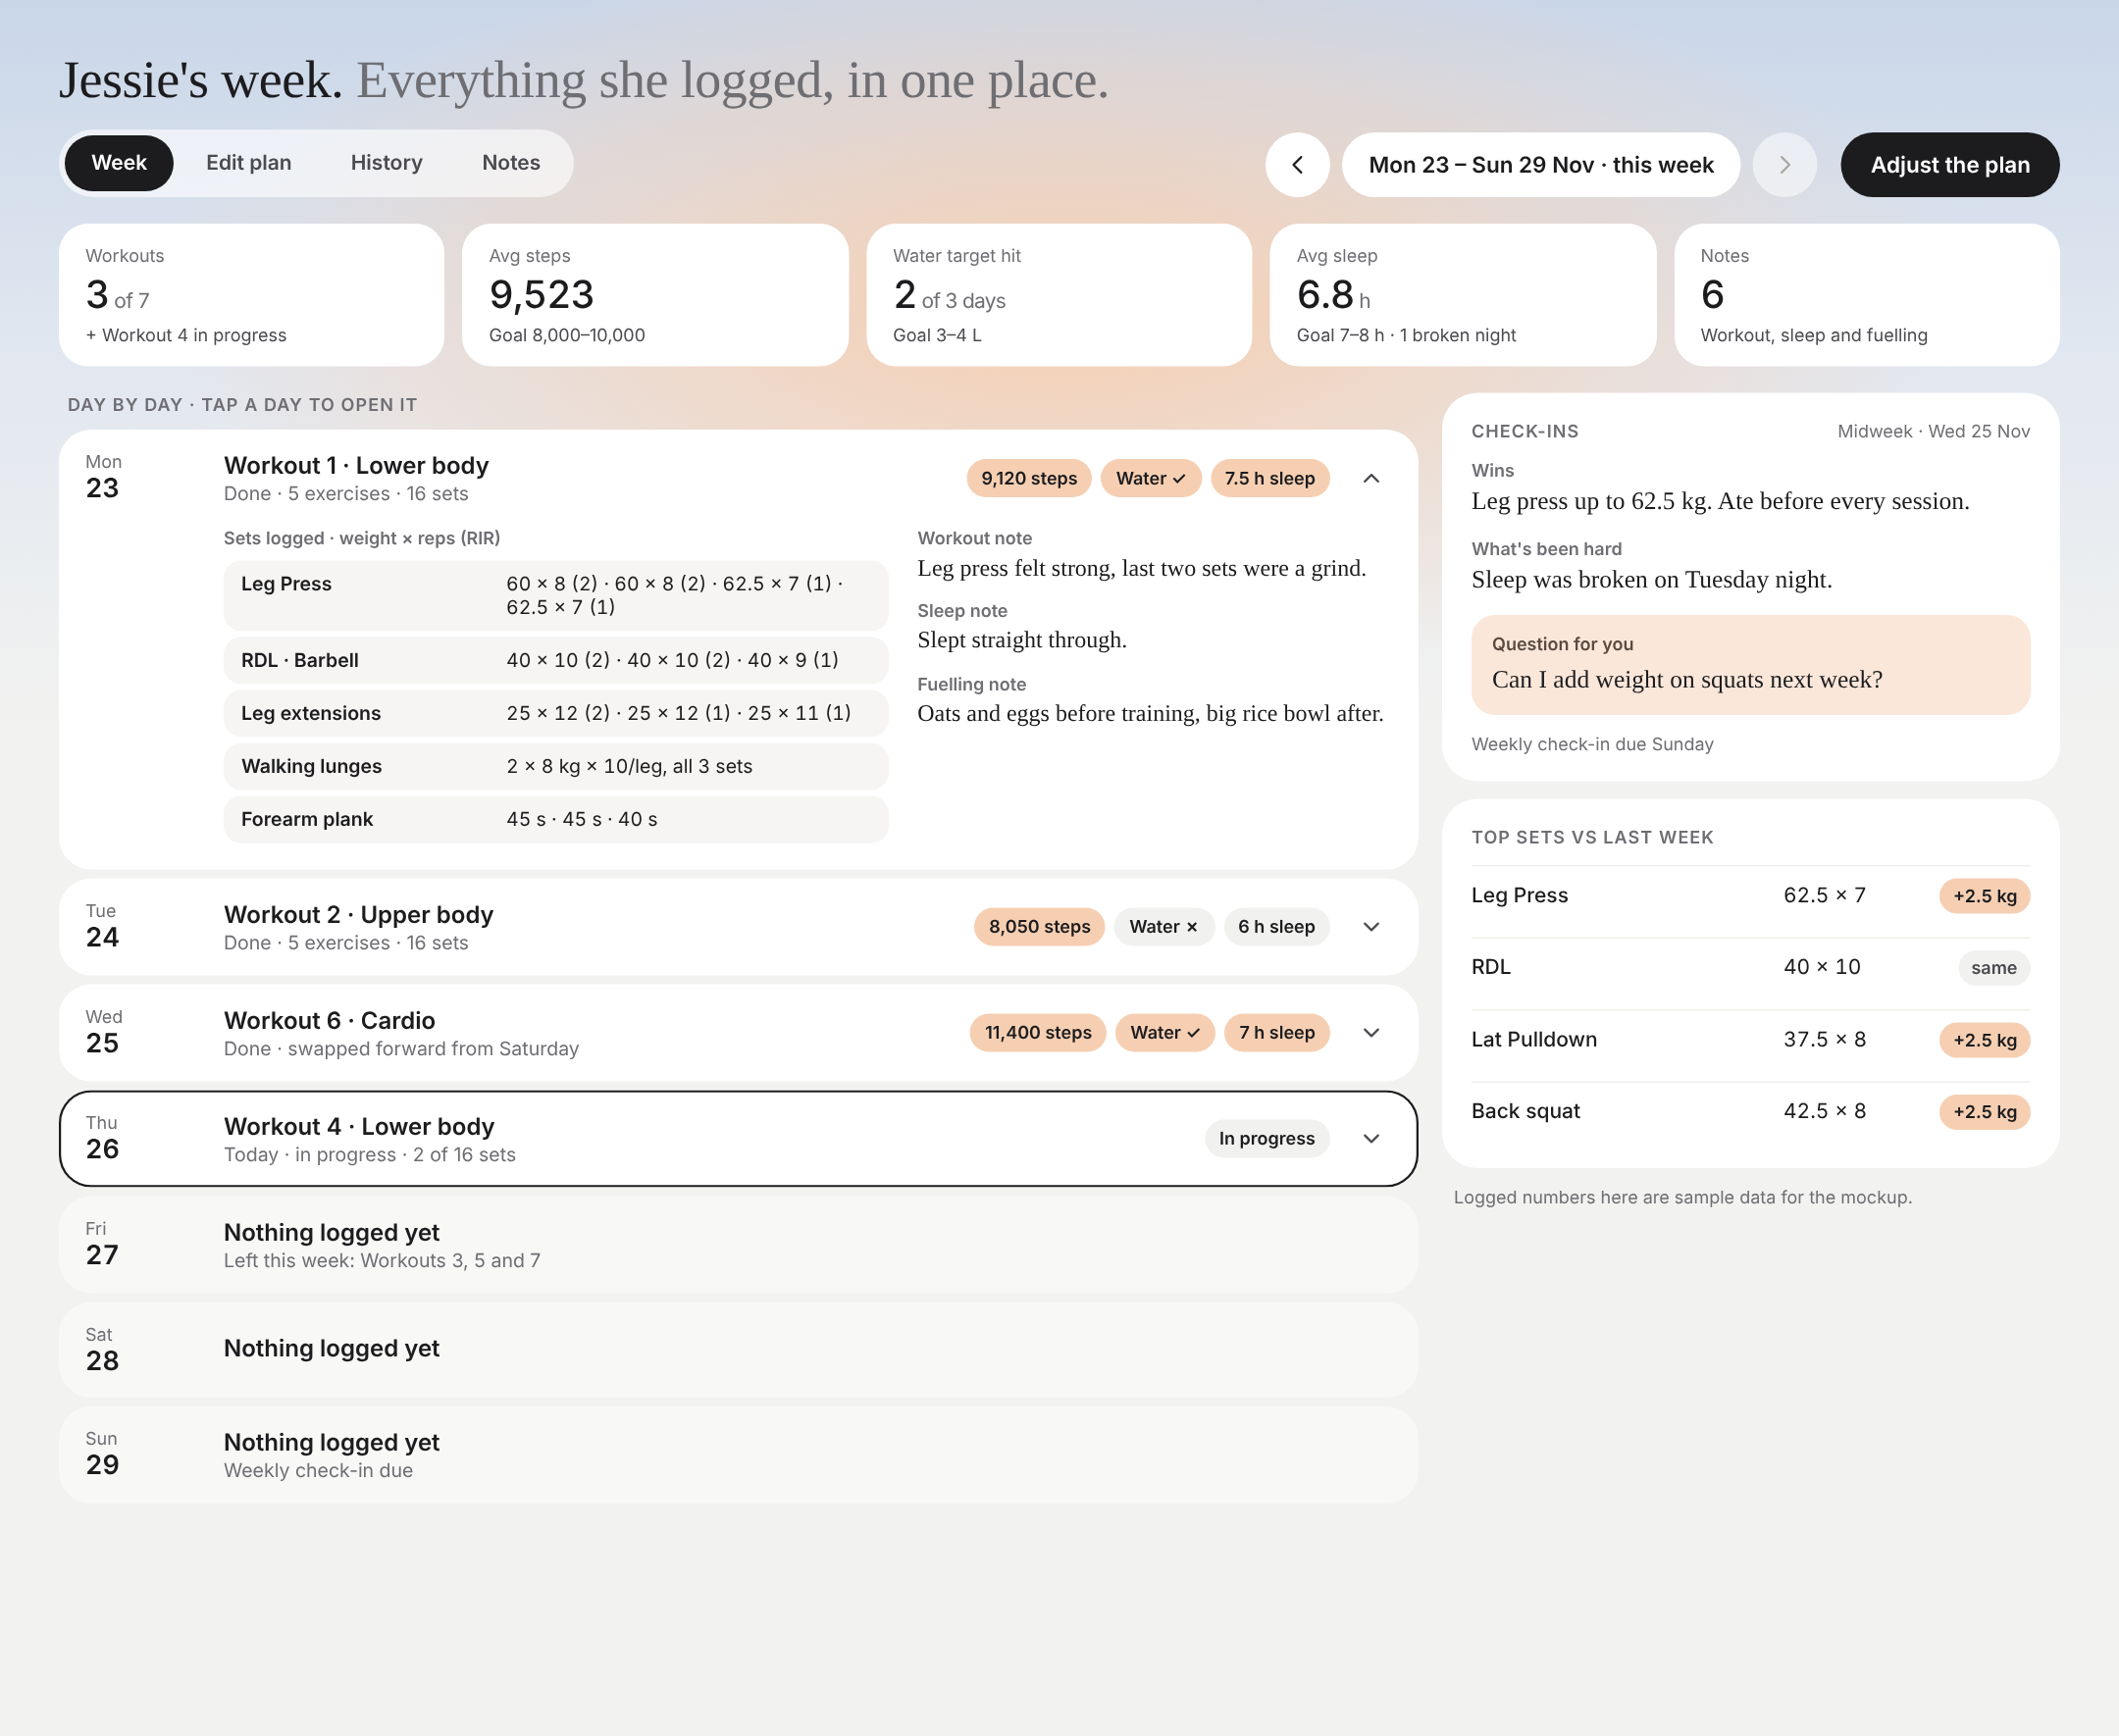 Jessie's week. Everything she logged, in one place.
Week
Edit plan
History
Notes
Mon 23 – Sun 29 Nov · this week
Adjust the plan
Workouts
3 of 7
+ Workout 4 in progress
Avg steps
9,523
Goal 8,000–10,000
Water target hit
2 of 3 days
Goal 3–4 L
Avg sleep
6.8 h
Goal 7–8 h · 1 broken night
Notes
6
Workout, sleep and fuelling
DAY BY DAY · TAP A DAY TO OPEN IT
Mon
23
Workout 1 · Lower body
Done · 5 exercises · 16 sets
9,120 steps
Water ✓
7.5 h sleep
Sets logged · weight × reps (RIR)
Leg Press
60 × 8 (2) · 60 × 8 (2) · 62.5 × 7 (1) ·
62.5 × 7 (1)
RDL · Barbell
40 × 10 (2) · 40 × 10 (2) · 40 × 9 (1)
Leg extensions
25 × 12 (2) · 25 × 12 (1) · 25 × 11 (1)
Walking lunges
2 × 8 kg × 10/leg, all 3 sets
Forearm plank
45 s · 45 s · 40 s
Workout note
Leg press felt strong, last two sets were a grind.
Sleep note
Slept straight through.
Fuelling note
Oats and eggs before training, big rice bowl after.
Tue
24
Workout 2 · Upper body
Done · 5 exercises · 16 sets
8,050 steps
Water ×
6 h sleep
Wed
25
Workout 6 · Cardio
Done · swapped forward from Saturday
11,400 steps
Water ✓
7 h sleep
Thu
26
Workout 4 · Lower body
Today · in progress · 2 of 16 sets
In progress
Fri
27
Nothing logged yet
Left this week: Workouts 3, 5 and 7
Sat
28
Nothing logged yet
Sun
29
Nothing logged yet
Weekly check-in due
CHECK-INS
Midweek · Wed 25 Nov
Wins
Leg press up to 62.5 kg. Ate before every session.
What's been hard
Sleep was broken on Tuesday night.
Question for you
Can I add weight on squats next week?
Weekly check-in due Sunday
TOP SETS VS LAST WEEK
Leg Press
62.5 × 7
+2.5 kg
RDL
40 × 10
same
Lat Pulldown
37.5 × 8
+2.5 kg
Back squat
42.5 × 8
+2.5 kg
Logged numbers here are sample data for the mockup.